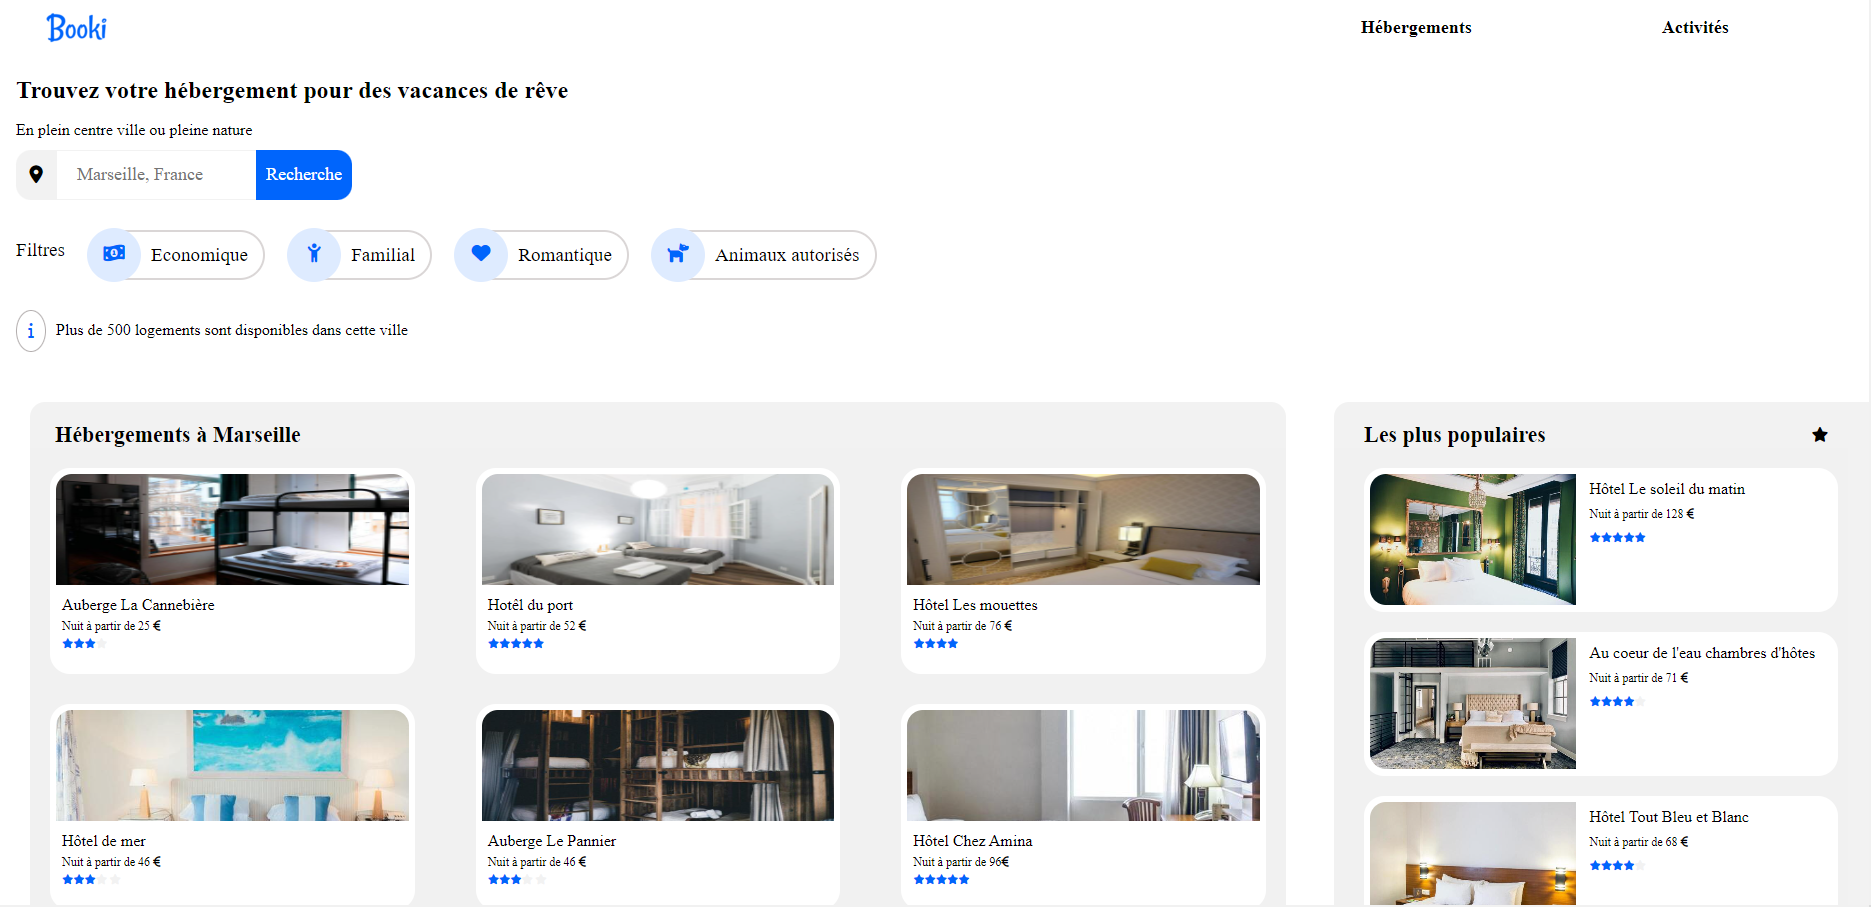 Booki
Hébergements
Activités
Trouvez votre hébergement pour des vacances de rêve
En plein centre ville ou pleine nature
Marseille, France
Recherche
Filtres
Economique
Familial
Romantique
Animaux autorisés
i
Plus de 500 logements sont disponibles dans cette ville
Hébergements à Marseille
Auberge La Cannebière
Nuit à partir de 25 €
Hotêl du port
Nuit à partir de 52 €
Hôtel Les mouettes
Nuit à partir de 76 €
Hôtel de mer
Nuit à partir de 46 €
Auberge Le Pannier
Nuit à partir de 46 €
Hôtel Chez Amina
Nuit à partir de 96€
Les plus populaires
Hôtel Le soleil du matin
Nuit à partir de 128 €
Au coeur de l'eau chambres d'hôtes
Nuit à partir de 71 €
Hôtel Tout Bleu et Blanc
Nuit à partir de 68 €